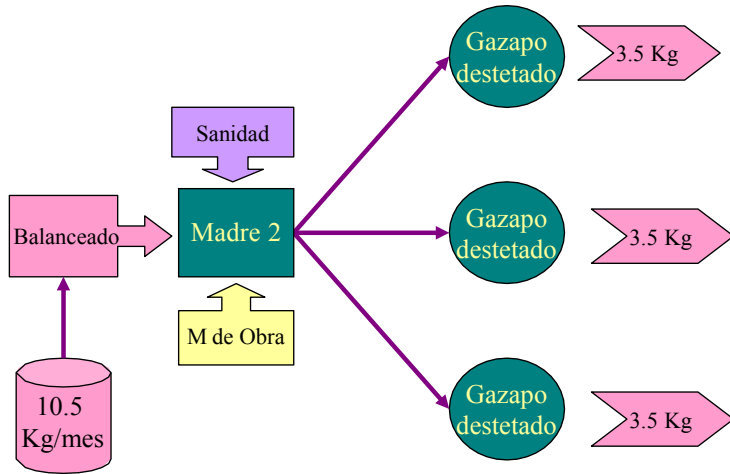 Gazapo
destetado
3.5 Kg
Sanidad
Balanceado
Madre 2
Gazapo
destetado
3.5 Kg
M de Obra
10.5
Kg/mes
Gazapo
destetado
3.5 Kg